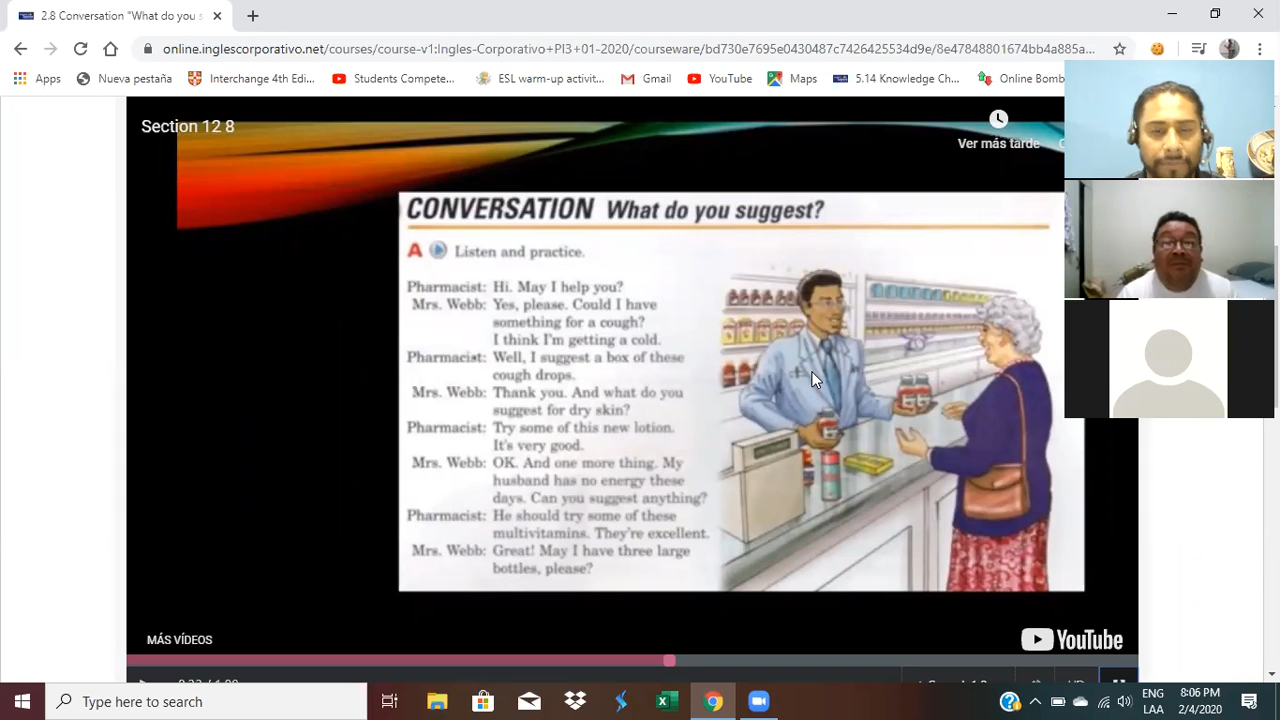 2.8 Conversation "What do you s
online.inglescorporativo.net/courses/course-v1:Ingles-Corporativo+PI3+01-2020/courseware/bd730e7695e0430487c7426425534d9e/8e47848801674bb4a885a...
Apps
Nueva pestaña
Interchange 4th Edi...
Students Compete...
ESL warm-up activit...
Gmail
YouTube
Maps
5.14 Knowledge Ch...
Online Bomb
Section 12 8
Ver más tarde
CONVERSATION What do you suggest?
A Listen and practice.
Pharmacist: Hi. May I help you?
Mrs. Webb: Yes, please. Could I have
something for a cough?
I think I'm getting a cold.
Pharmacist: Well, I suggest a box of these
cough drops.
Mrs. Webb: Thank you. And what do you
suggest for dry skin?
Pharmacist: Try some of this new lotion.
It's very good.
Mrs. Webb: OK. And one more thing. My
husband has no energy these
days. Can you suggest anything?
Pharmacist: He should try some of these
multivitamins. They're excellent.
Mrs. Webb: Great! May I have three large
bottles, please?
MÁS VÍDEOS
YouTube
Type here to search
ENG
LAA
8:06 PM
2/4/2020